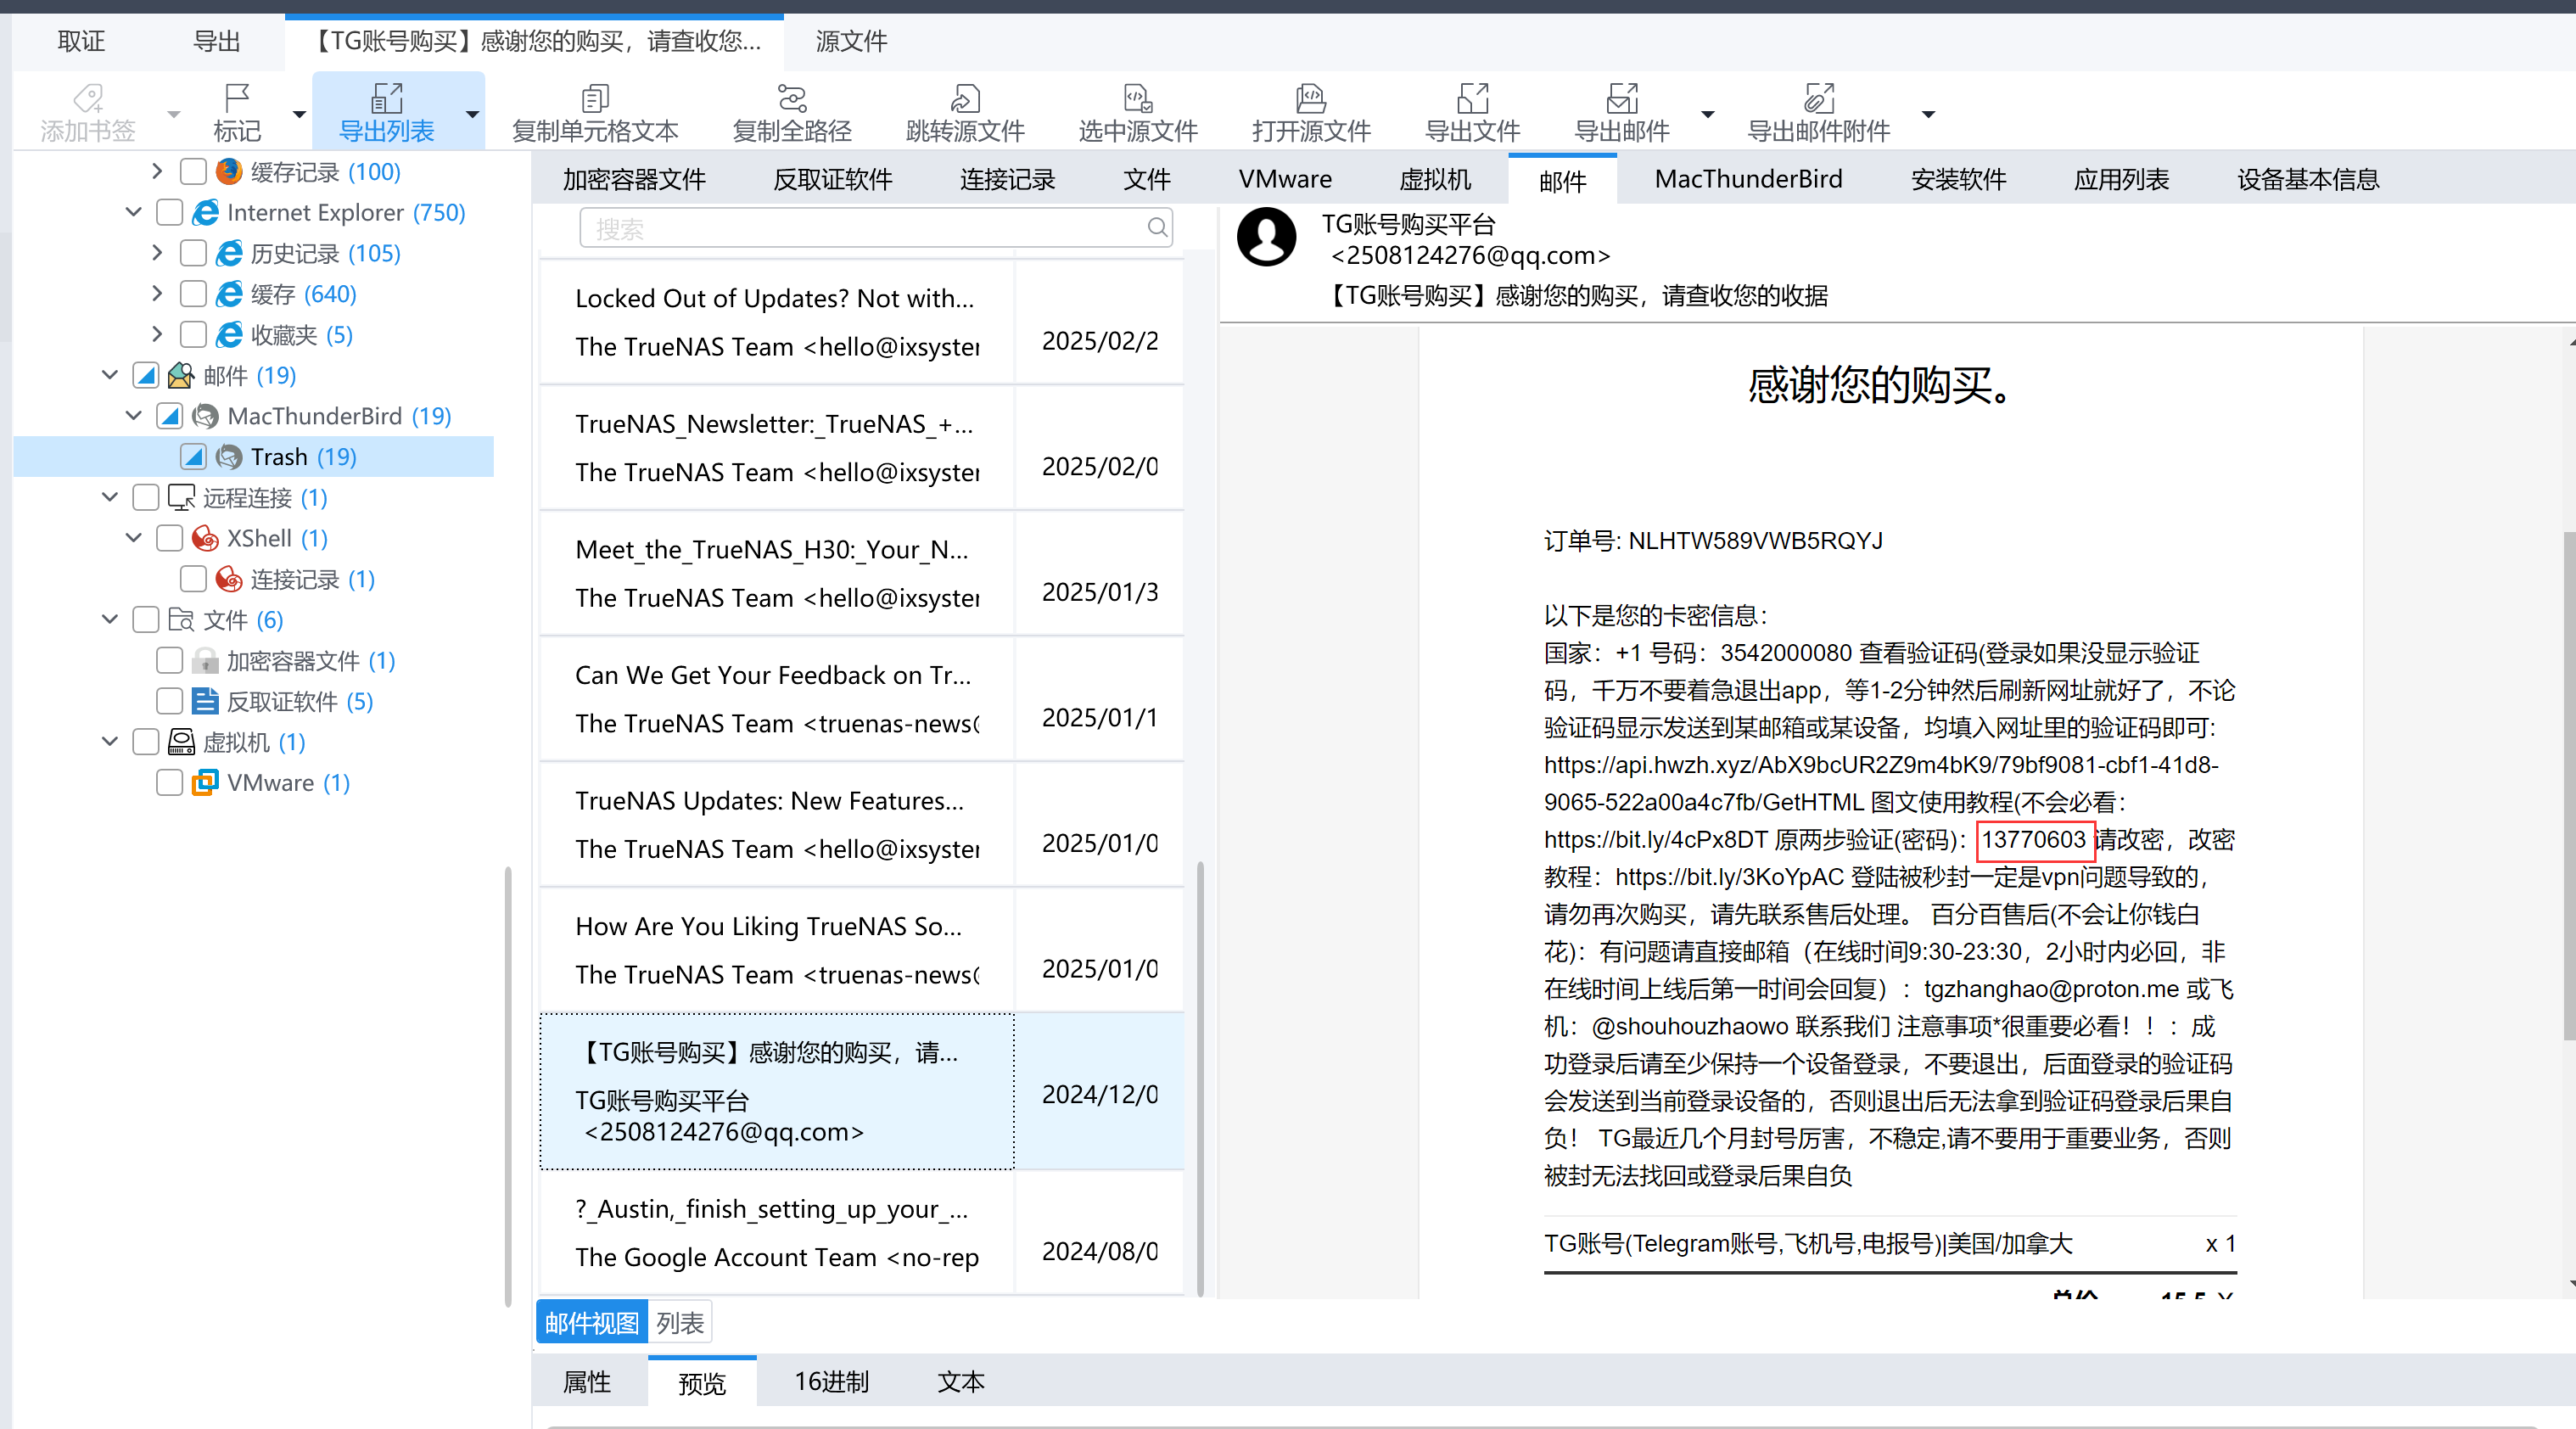 取证 导出 【TG账号购买】感谢您的购买，请查收您... 源文件
添加书签 标记 导出列表 复制单元格文本 复制全路径 跳转源文件 选中源文件 打开源文件 导出文件 导出邮件 导出邮件附件
缓存记录 (100)
Internet Explorer (750)
历史记录 (105)
缓存 (640)
收藏夹 (5)
邮件 (19)
MacThunderBird (19)
Trash (19)
远程连接 (1)
XShell (1)
连接记录 (1)
文件 (6)
加密容器文件 (1)
反取证软件 (5)
虚拟机 (1)
VMware (1)
加密容器文件 反取证软件 连接记录 文件 VMware 虚拟机 邮件 MacThunderBird 安装软件 应用列表 设备基本信息
搜索
Locked Out of Updates? Not with...
The TrueNAS Team <hello@ixsyster
2025/02/2
TrueNAS_Newsletter:_TrueNAS_+...
The TrueNAS Team <hello@ixsyster
2025/02/0
Meet_the_TrueNAS_H30:_Your_N...
The TrueNAS Team <hello@ixsyster
2025/01/3
Can We Get Your Feedback on Tr...
The TrueNAS Team <truenas-news(
2025/01/1
TrueNAS Updates: New Features...
The TrueNAS Team <hello@ixsyster
2025/01/0
How Are You Liking TrueNAS So...
The TrueNAS Team <truenas-news(
2025/01/0
【TG账号购买】感谢您的购买，请...
TG账号购买平台
<2508124276@qq.com>
2024/12/0
?_Austin,_finish_setting_up_your_...
The Google Account Team <no-rep
2024/08/0
邮件视图 列表
TG账号购买平台
<2508124276@qq.com>
【TG账号购买】感谢您的购买，请查收您的收据
感谢您的购买。
订单号: NLHTW589VWB5RQYJ
以下是您的卡密信息：
国家：+1 号码：3542000080 查看验证码(登录如果没显示验证
码，千万不要着急退出app，等1-2分钟然后刷新网址就好了，不论
验证码显示发送到某邮箱或某设备，均填入网址里的验证码即可:
https://api.hwzh.xyz/AbX9bcUR2Z9m4bK9/79bf9081-cbf1-41d8-
9065-522a00a4c7fb/GetHTML 图文使用教程(不会必看：
https://bit.ly/4cPx8DT 原两步验证(密码)：13770603 请改密，改密
教程：https://bit.ly/3KoYpAC 登陆被秒封一定是vpn问题导致的，
请勿再次购买，请先联系售后处理。 百分百售后(不会让你钱白
花)：有问题请直接邮箱（在线时间9:30-23:30，2小时内必回，非
在线时间上线后第一时间会回复）：tgzhanghao@proton.me 或飞
机：@shouhouzhaowo 联系我们 注意事项*很重要必看！！：成
功登录后请至少保持一个设备登录，不要退出，后面登录的验证码
会发送到当前登录设备的，否则退出后无法拿到验证码登录后果自
负！ TG最近几个月封号厉害，不稳定,请不要用于重要业务，否则
被封无法找回或登录后果自负
TG账号(Telegram账号,飞机号,电报号)|美国/加拿大 x 1
总价 15.5 ¥
属性 预览 16进制 文本